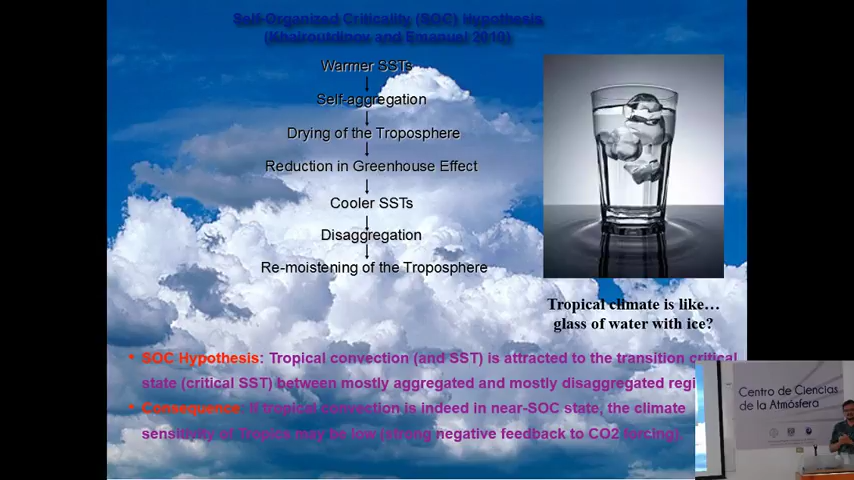 Self-Organized Criticality (SOC) Hypothesis
(Khairoutdinov and Emanuel 2010)
Warmer SSTs
Self-aggregation
Drying of the Troposphere
Reduction in Greenhouse Effect
Cooler SSTs
Disaggregation
Re-moistening of the Troposphere
Tropical climate is like…
glass of water with ice?
• SOC Hypothesis: Tropical convection (and SST) is attracted to the transition critical
state (critical SST) between mostly aggregated and mostly disaggregated regi
• Consequence: If tropical convection is indeed in near-SOC state, the climate
sensitivity of Tropics may be low (strong negative feedback to CO2 forcing).
Centro de Ciencias
de la Atmósfera